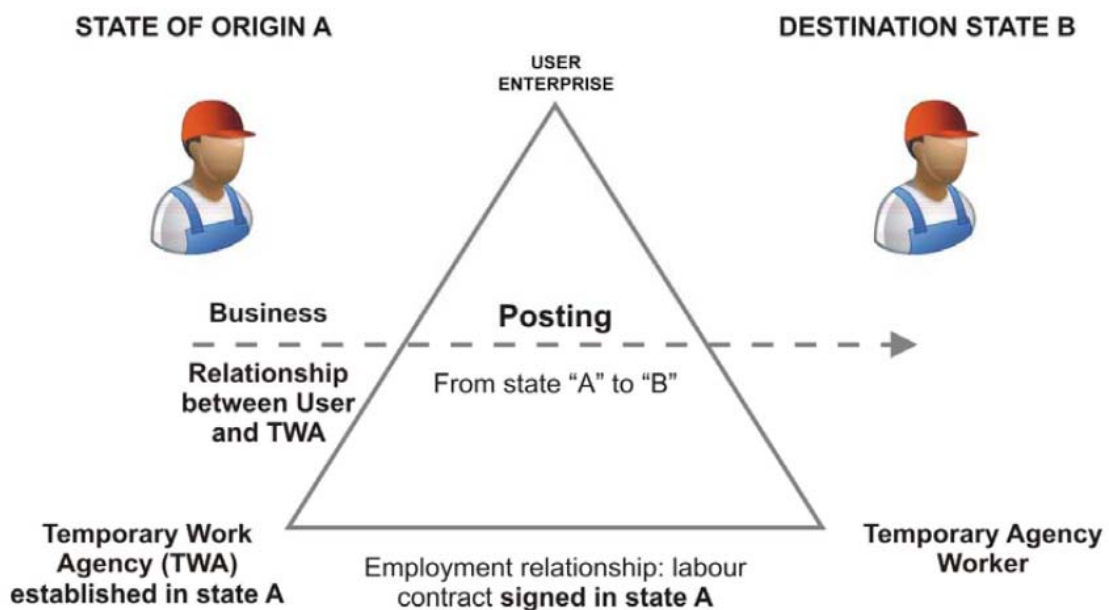 STATE OF ORIGIN A
DESTINATION STATE B
USER
ENTERPRISE
Business
Posting
Relationship
between User
and TWA
From state “A” to “B”
Temporary Work
Agency (TWA)
established in state A
Employment relationship: labour
contract signed in state A
Temporary Agency
Worker